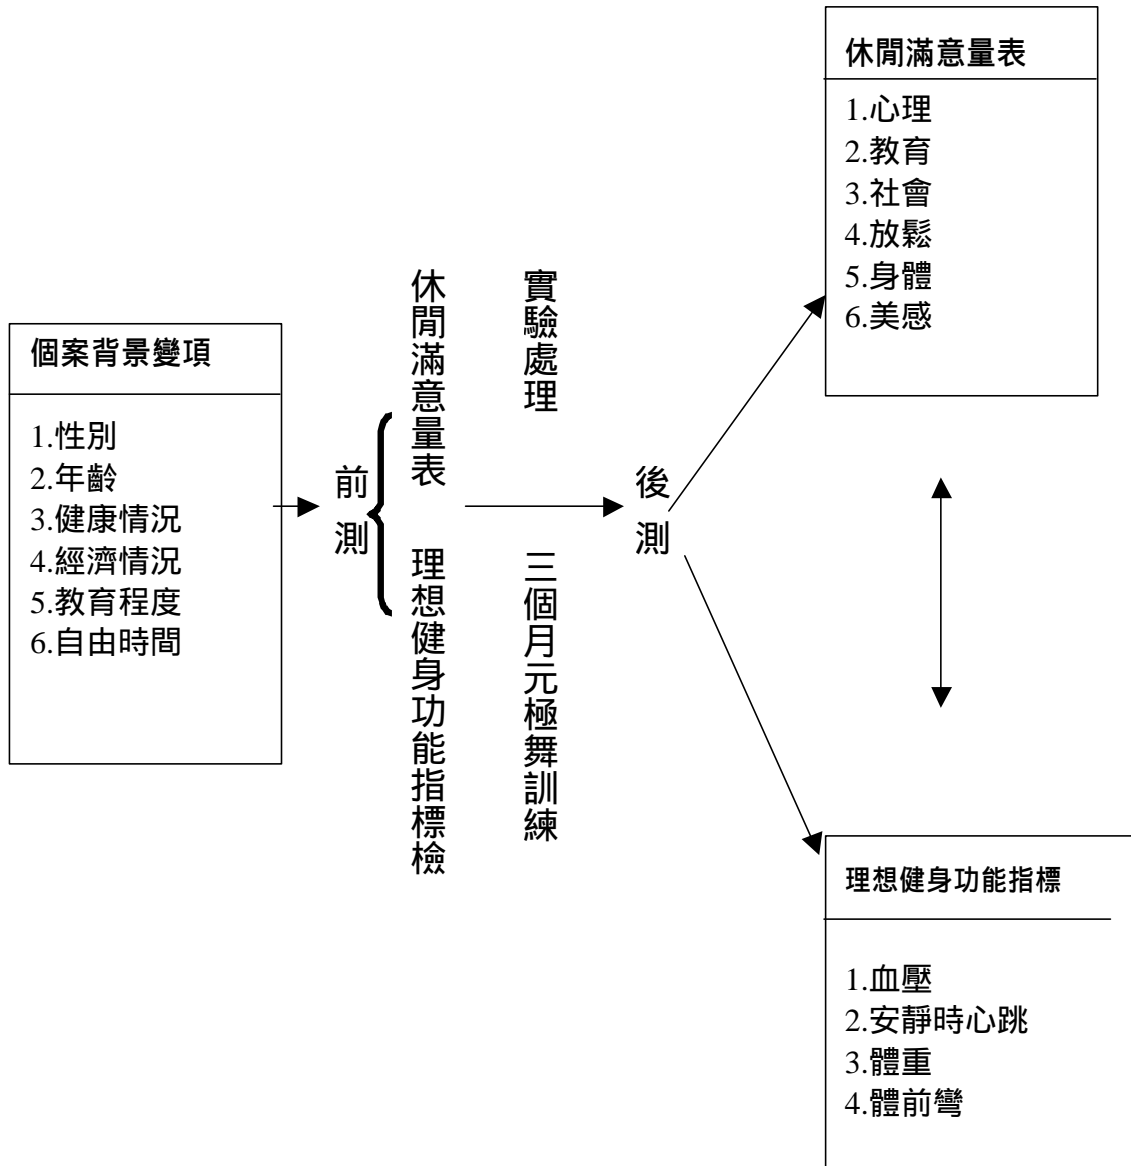 個案背景變項
1.性別
2.年齡
3.健康情況
4.經濟情況
5.教育程度
6.自由時間
前測
休閒滿意量表
理想健身功能指標檢
實驗處理
三個月元極舞訓練
後測
休閒滿意量表
1.心理
2.教育
3.社會
4.放鬆
5.身體
6.美感
理想健身功能指標
1.血壓
2.安靜時心跳
3.體重
4.體前彎